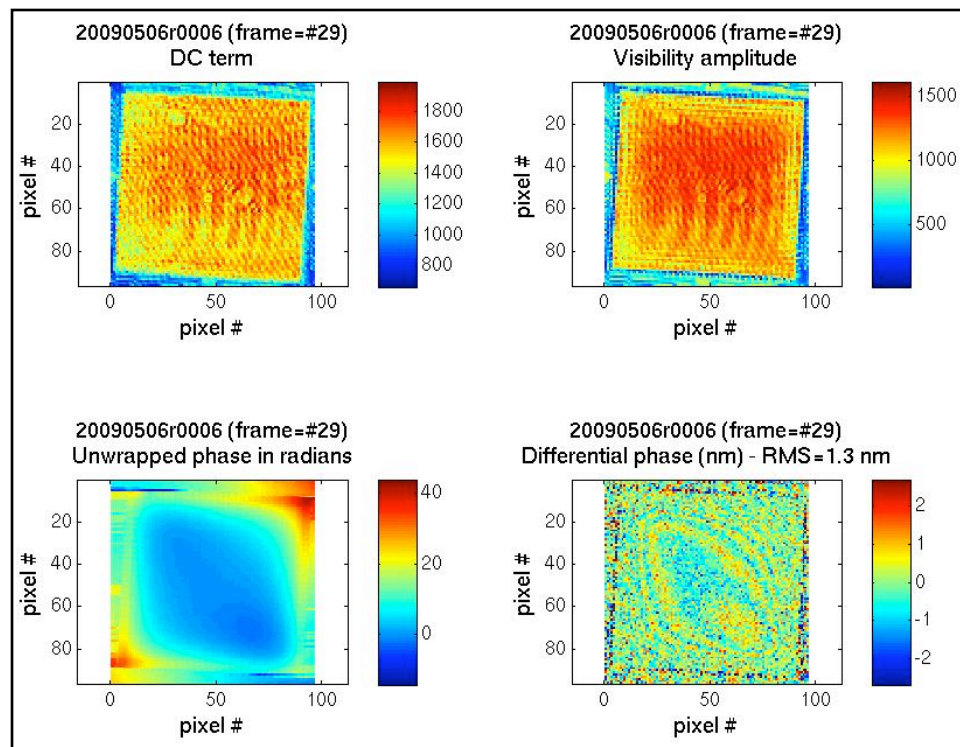 20090506r0006 (frame=#29)
DC term
20
40
60
80
pixel #
0
50
100
pixel #
1800
1600
1400
1200
1000
800
20090506r0006 (frame=#29)
Visibility amplitude
20
40
60
80
pixel #
0
50
100
pixel #
1500
1000
500
20090506r0006 (frame=#29)
Unwrapped phase in radians
20
40
60
80
pixel #
0
50
100
pixel #
40
20
0
20090506r0006 (frame=#29)
Differential phase (nm) - RMS=1.3 nm
20
40
60
80
pixel #
0
50
100
pixel #
2
1
0
-1
-2